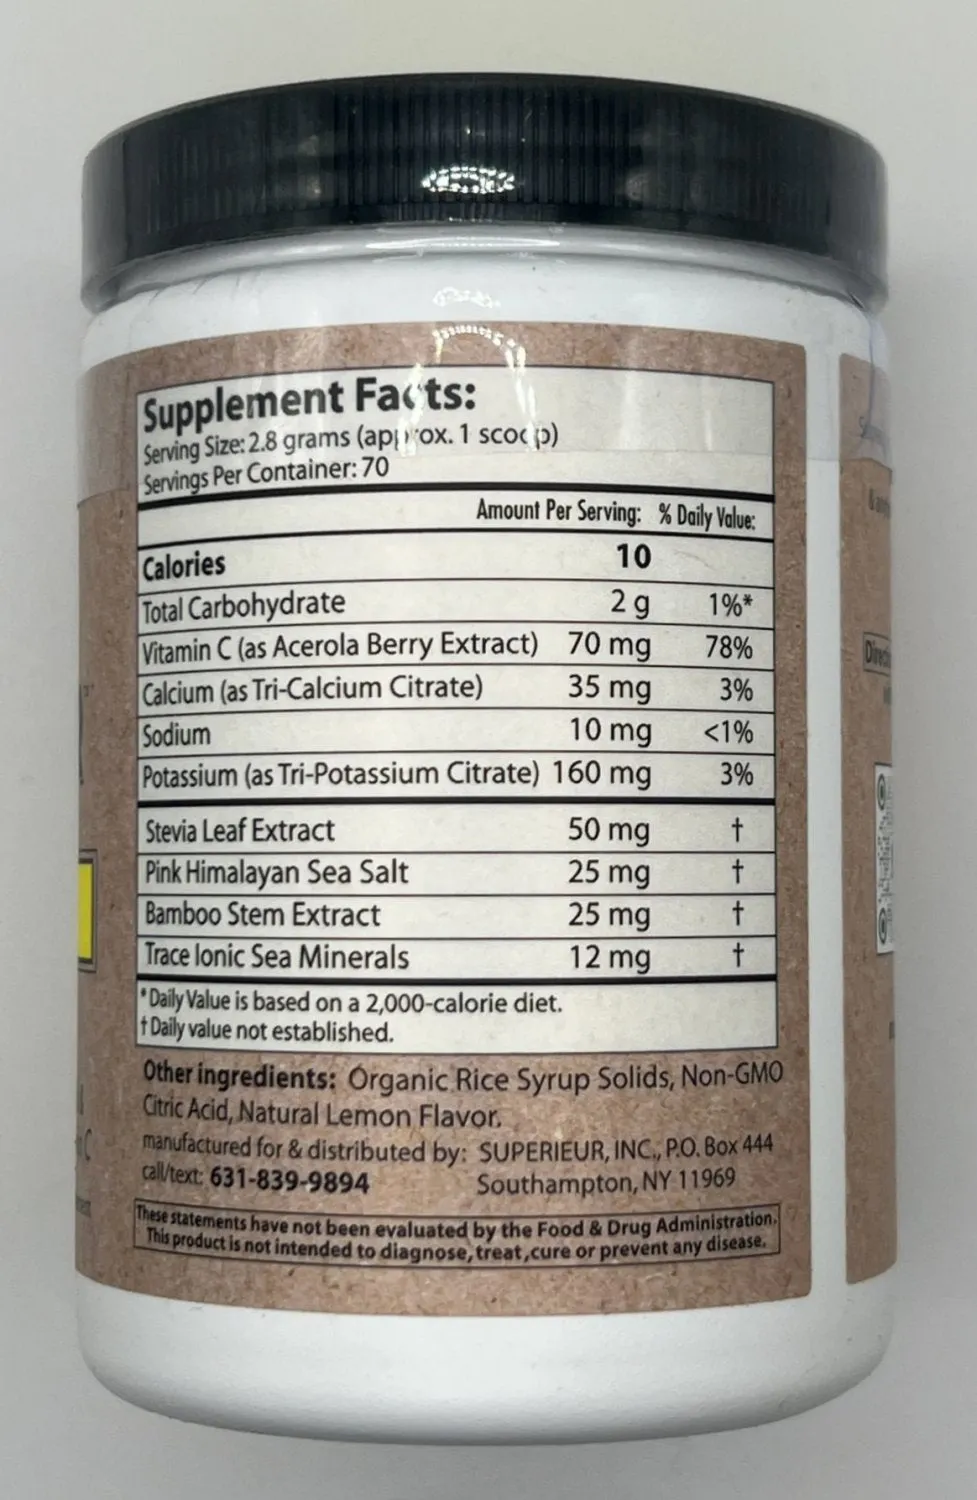 Supplement Facts:
Serving Size: 2.8 grams (approx. 1 scoop)
Servings Per Container: 70
Amount Per Serving: % Daily Value:
Calories 10
Total Carbohydrate 2 g 1%*
Vitamin C (as Acerola Berry Extract) 70 mg 78%
Calcium (as Tri-Calcium Citrate) 35 mg 3%
Sodium 10 mg <1%
Potassium (as Tri-Potassium Citrate) 160 mg 3%
Stevia Leaf Extract 50 mg †
Pink Himalayan Sea Salt 25 mg †
Bamboo Stem Extract 25 mg †
Trace Ionic Sea Minerals 12 mg †
*Daily Value is based on a 2,000-calorie diet.
† Daily value not established.
Other ingredients: Organic Rice Syrup Solids, Non-GMO
Citric Acid, Natural Lemon Flavor.
manufactured for & distributed by: SUPERIEUR, INC., P.O. Box 444
call/text: 631-839-9894 Southampton, NY 11969
These statements have not been evaluated by the Food & Drug Administration.
This product is not intended to diagnose, treat ,cure or prevent any disease.